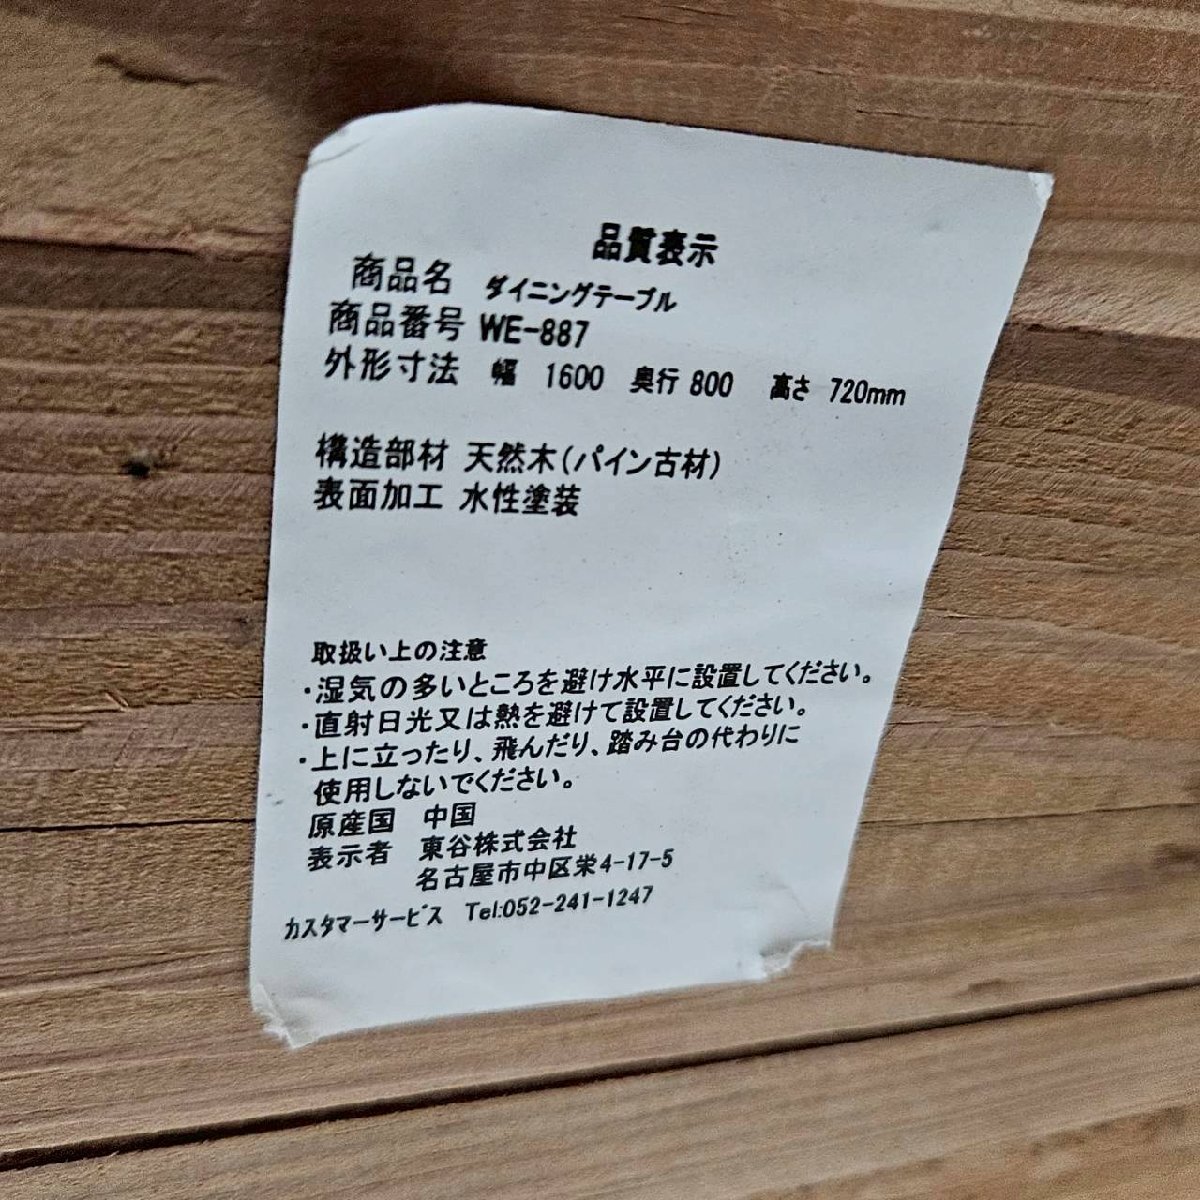 品質表示
商品名 ダイニングテーブル
商品番号 WE-887
外形寸法 幅 1600 奥行 800 高さ 720mm
構造部材 天然木(パイン古材)
表面加工 水性塗装
取扱い上の注意
・湿気の多いところを避け水平に設置してください。
・直射日光又は熱を避けて設置してください。
・上に立ったり、飛んだり、踏み台の代わりに
使用しないでください。
原産国 中国
表示者 東谷株式会社
名古屋市中区栄4-17-5
カスタマーサービス Tel:052-241-1247